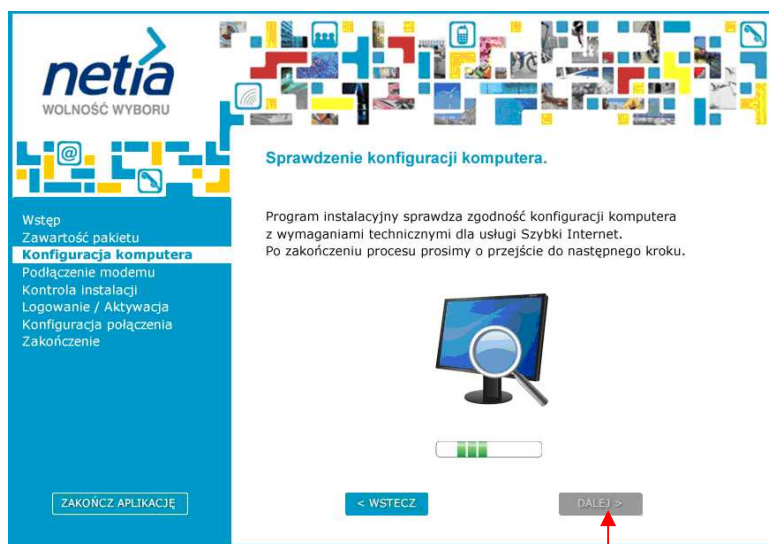 netia
WOLNOŚĆ WYBORU
@
Sprawdzenie konfiguracji komputera.
Wstęp
Zawartość pakietu
Konfiguracja komputera
Podłączenie modemu
Kontrola instalacji
Logowanie / Aktywacja
Konfiguracja połączenia
Zakończenie
Program instalacyjny sprawdza zgodność konfiguracji komputera
z wymaganiami technicznymi dla usługi Szybki Internet.
Po zakończeniu procesu prosimy o przejście do następnego kroku.
ZAKOŃCZ APLIKACJĘ
< WSTECZ
DALEJ >